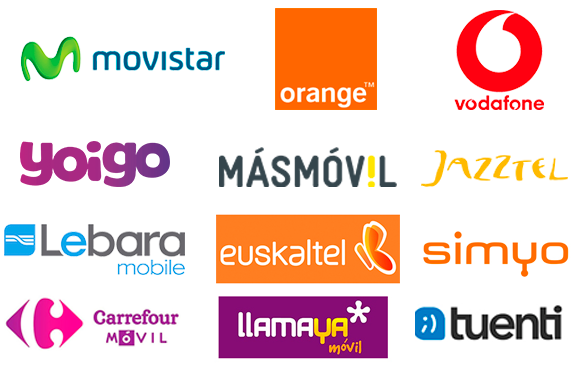 movistar
orange™
vodafone
yoigo
MÁSMÓV!L
JAZZTEL
Lebara
mobile
euskaltel
simyo
Carrefour
MÓVIL
llamaya*
móvil
;) tuenti